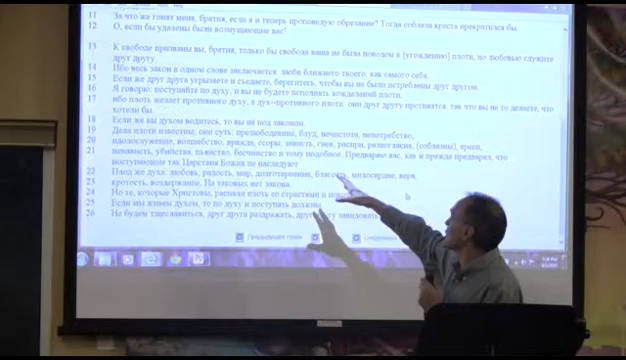 11 За что же гонят меня, братия, если я и теперь проповедую обрезание? Тогда соблазн креста прекратился бы.
12 О, если бы удалены были возмущающие вас!
13 К свободе призваны вы, братия, только бы свобода ваша не была поводом к [угождению] плоти, но любовью служите
друг другу.
14 Ибо весь закон в одном слове заключается: люби ближнего твоего, как самого себя.
15 Если же друг друга угрызаете и съедаете, берегитесь, чтобы вы не были истреблены друг другом.
16 Я говорю: поступайте по духу, и вы не будете исполнять вожделений плоти,
17 ибо плоть желает противного духу, а дух--противного плоти: они друг другу противятся, так что вы не то делаете, что
хотели бы.
18 Если же вы духом водитесь, то вы не под законом.
19 Дела плоти известны; они суть: прелюбодеяние, блуд, нечистота, непотребство,
20 идолослужение, волшебство, вражда, ссоры, зависть, гнев, распри, разногласия, (соблазны), ереси,
21 ненависть, убийства, пьянство, бесчинство и тому подобное. Предваряю вас, как и прежде предварял, что
поступающие так Царствия Божия не наследуют.
22 Плод же духа: любовь, радость, мир, долготерпение, благость, милосердие, вера,
23 кротость, воздержание. На таковых нет закона.
24 Но те, которые Христовы, распяли плоть со страстями и
25 Если мы живем духом, то по духу и поступать должны.
26 Не будем тщеславиться, друг друга раздражать, друг завидовать.
Предыдущая глава